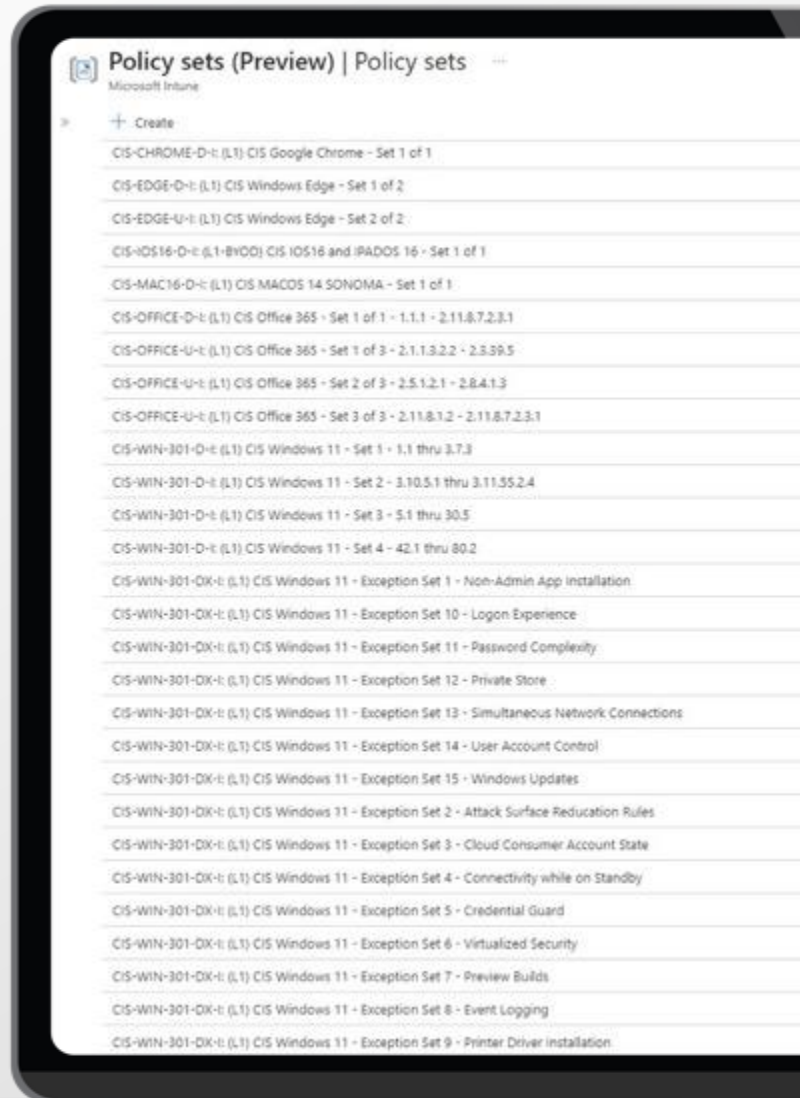 Policy sets (Preview) | Policy sets ...
Microsoft Intune
» + Create
CIS-CHROME-D-I: (L1) CIS Google Chrome - Set 1 of 1
CIS-EDGE-D-I: (L1) CIS Windows Edge - Set 1 of 2
CIS-EDGE-U-I: (L1) CIS Windows Edge - Set 2 of 2
CIS-IOS16-D-I: (L1-BYOD) CIS IOS16 and IPADOS 16 - Set 1 of 1
CIS-MAC16-D-I: (L1) CIS MACOS 14 SONOMA - Set 1 of 1
CIS-OFFICE-D-I: (L1) CIS Office 365 - Set 1 of 1 - 1.1.1 - 2.11.8.7.2.3.1
CIS-OFFICE-U-I: (L1) CIS Office 365 - Set 1 of 3 - 2.1.1.3.2.2 - 2.3.39.5
CIS-OFFICE-U-I: (L1) CIS Office 365 - Set 2 of 3 - 2.5.1.2.1 - 2.8.4.1.3
CIS-OFFICE-U-I: (L1) CIS Office 365 - Set 3 of 3 - 2.11.8.1.2 - 2.11.8.7.2.3.1
CIS-WIN-301-D-I: (L1) CIS Windows 11 - Set 1 - 1.1 thru 3.7.3
CIS-WIN-301-D-I: (L1) CIS Windows 11 - Set 2 - 3.10.5.1 thru 3.11.55.2.4
CIS-WIN-301-D-I: (L1) CIS Windows 11 - Set 3 - 5.1 thru 30.5
CIS-WIN-301-D-I: (L1) CIS Windows 11 - Set 4 - 42.1 thru 80.2
CIS-WIN-301-DX-I: (L1) CIS Windows 11 - Exception Set 1 - Non-Admin App Installation
CIS-WIN-301-DX-I: (L1) CIS Windows 11 - Exception Set 10 - Logon Experience
CIS-WIN-301-DX-I: (L1) CIS Windows 11 - Exception Set 11 - Password Complexity
CIS-WIN-301-DX-I: (L1) CIS Windows 11 - Exception Set 12 - Private Store
CIS-WIN-301-DX-I: (L1) CIS Windows 11 - Exception Set 13 - Simultaneous Network Connections
CIS-WIN-301-DX-I: (L1) CIS Windows 11 - Exception Set 14 - User Account Control
CIS-WIN-301-DX-I: (L1) CIS Windows 11 - Exception Set 15 - Windows Updates
CIS-WIN-301-DX-I: (L1) CIS Windows 11 - Exception Set 2 - Attack Surface Reducation Rules
CIS-WIN-301-DX-I: (L1) CIS Windows 11 - Exception Set 3 - Cloud Consumer Account State
CIS-WIN-301-DX-I: (L1) CIS Windows 11 - Exception Set 4 - Connectivity while on Standby
CIS-WIN-301-DX-I: (L1) CIS Windows 11 - Exception Set 5 - Credential Guard
CIS-WIN-301-DX-I: (L1) CIS Windows 11 - Exception Set 6 - Virtualized Security
CIS-WIN-301-DX-I: (L1) CIS Windows 11 - Exception Set 7 - Preview Builds
CIS-WIN-301-DX-I: (L1) CIS Windows 11 - Exception Set 8 - Event Logging
CIS-WIN-301-DX-I: (L1) CIS Windows 11 - Exception Set 9 - Printer Driver Installation